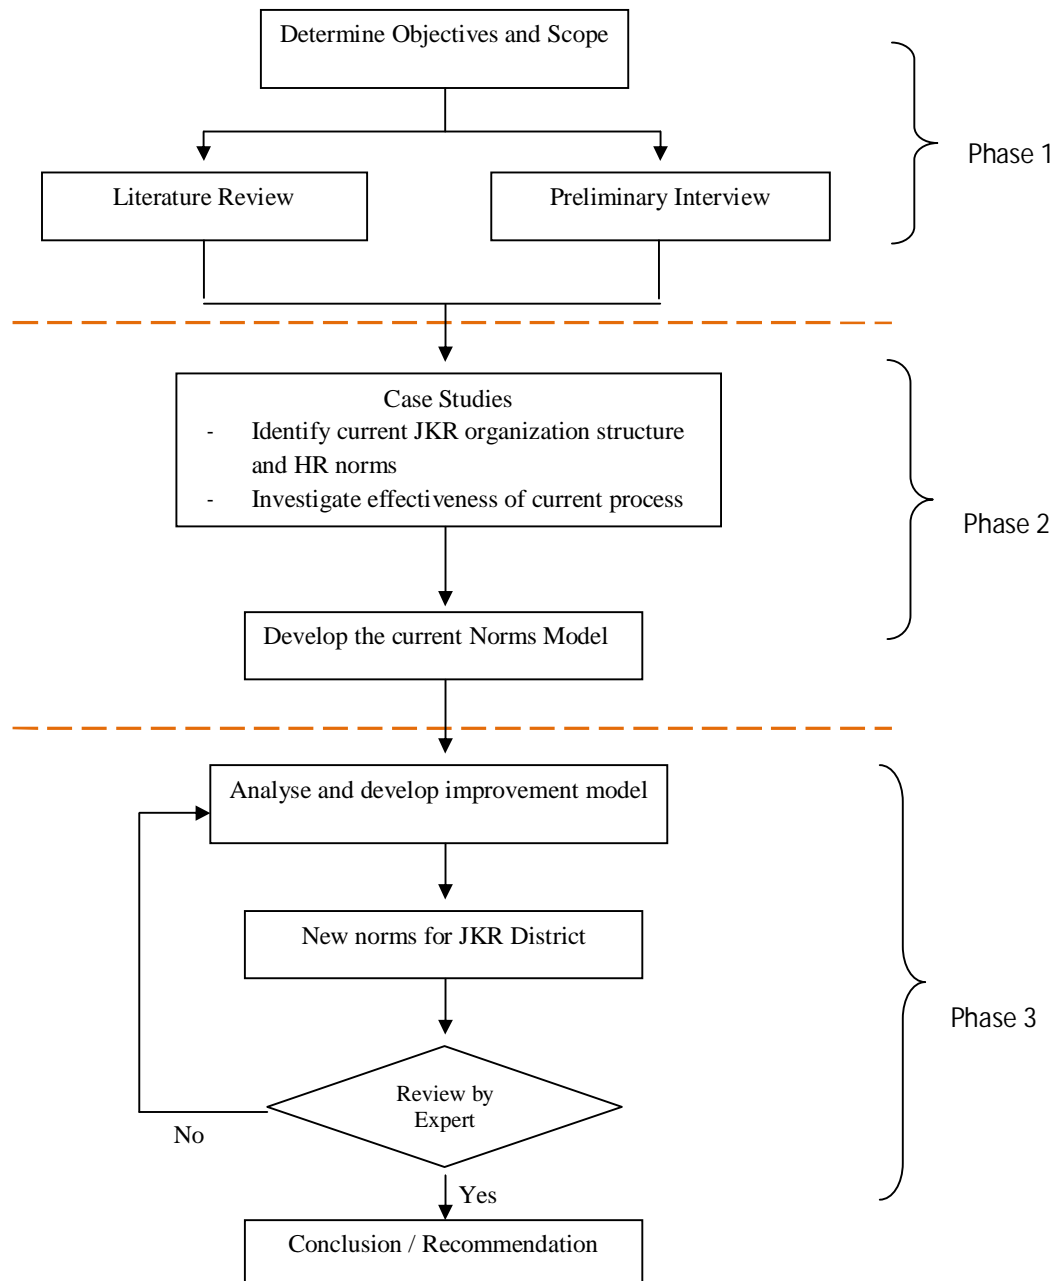 Determine Objectives and Scope
Phase 1
Literature Review
Preliminary Interview
Case Studies
- Identify current JKR organization structure
and HR norms
- Investigate effectiveness of current process
Phase 2
Develop the current Norms Model
Analyse and develop improvement model
New norms for JKR District
Phase 3
Review by
Expert
No
Yes
Conclusion / Recommendation